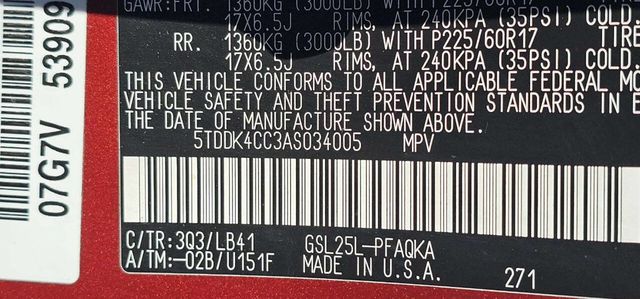 GAWR:FRT. 1360KG (3000LB) WITH P225/60R17
17X6.5J RIMS, AT 240KPA (35PSI) COLD.
RR. 1360KG (3000LB) WITH P225/60R17 TIRE
17X6.5J RIMS, AT 240KPA (35PSI) COLD.
THIS VEHICLE CONFORMS TO ALL APPLICABLE FEDERAL MO
VEHICLE SAFETY AND THEFT PREVENTION STANDARDS IN E
THE DATE OF MANUFACTURE SHOWN ABOVE.
5TDDK4CC3AS034005 MPV
C/TR:3Q3/LB41 GSL25L-PFAQKA
A/TM:-02B/U151F MADE IN U.S.A. 271
07G7V 53909